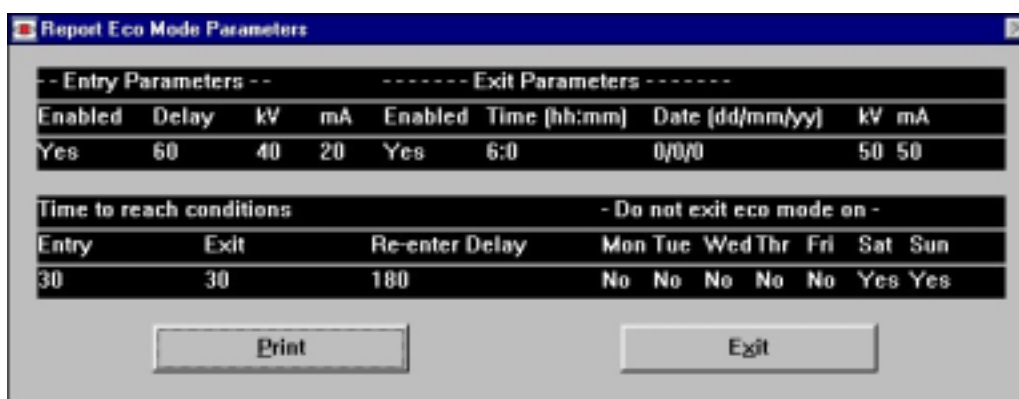 Report Eco Mode Parameters
-- Entry Parameters -- ------- Exit Parameters -------
Enabled Delay kV mA Enabled Time (hh:mm) Date (dd/mm/yy) kV mA
Yes 60 40 20 Yes 6:0 0/0/0 50 50
Time to reach conditions - Do not exit eco mode on -
Entry Exit Re-enter Delay Mon Tue Wed Thr Fri Sat Sun
30 30 180 No No No No No Yes Yes
Print Exit